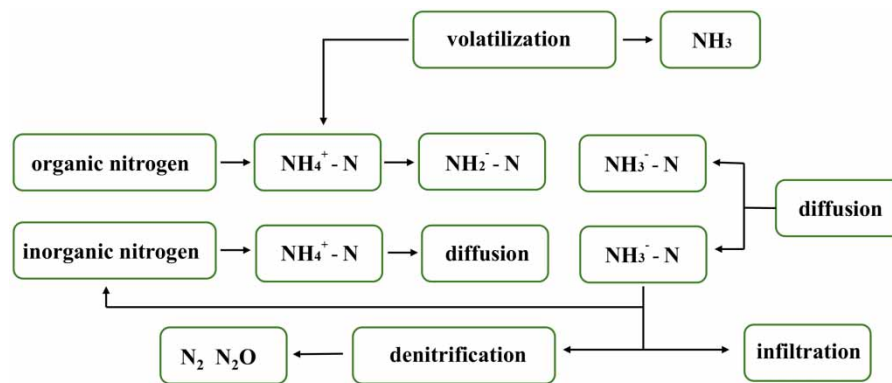 volatilization
NH₃
organic nitrogen
NH₄⁺- N
NH₂⁻- N
NH₃⁻- N
diffusion
inorganic nitrogen
NH₄⁺- N
diffusion
NH₃⁻- N
N₂ N₂O
denitrification
infiltration